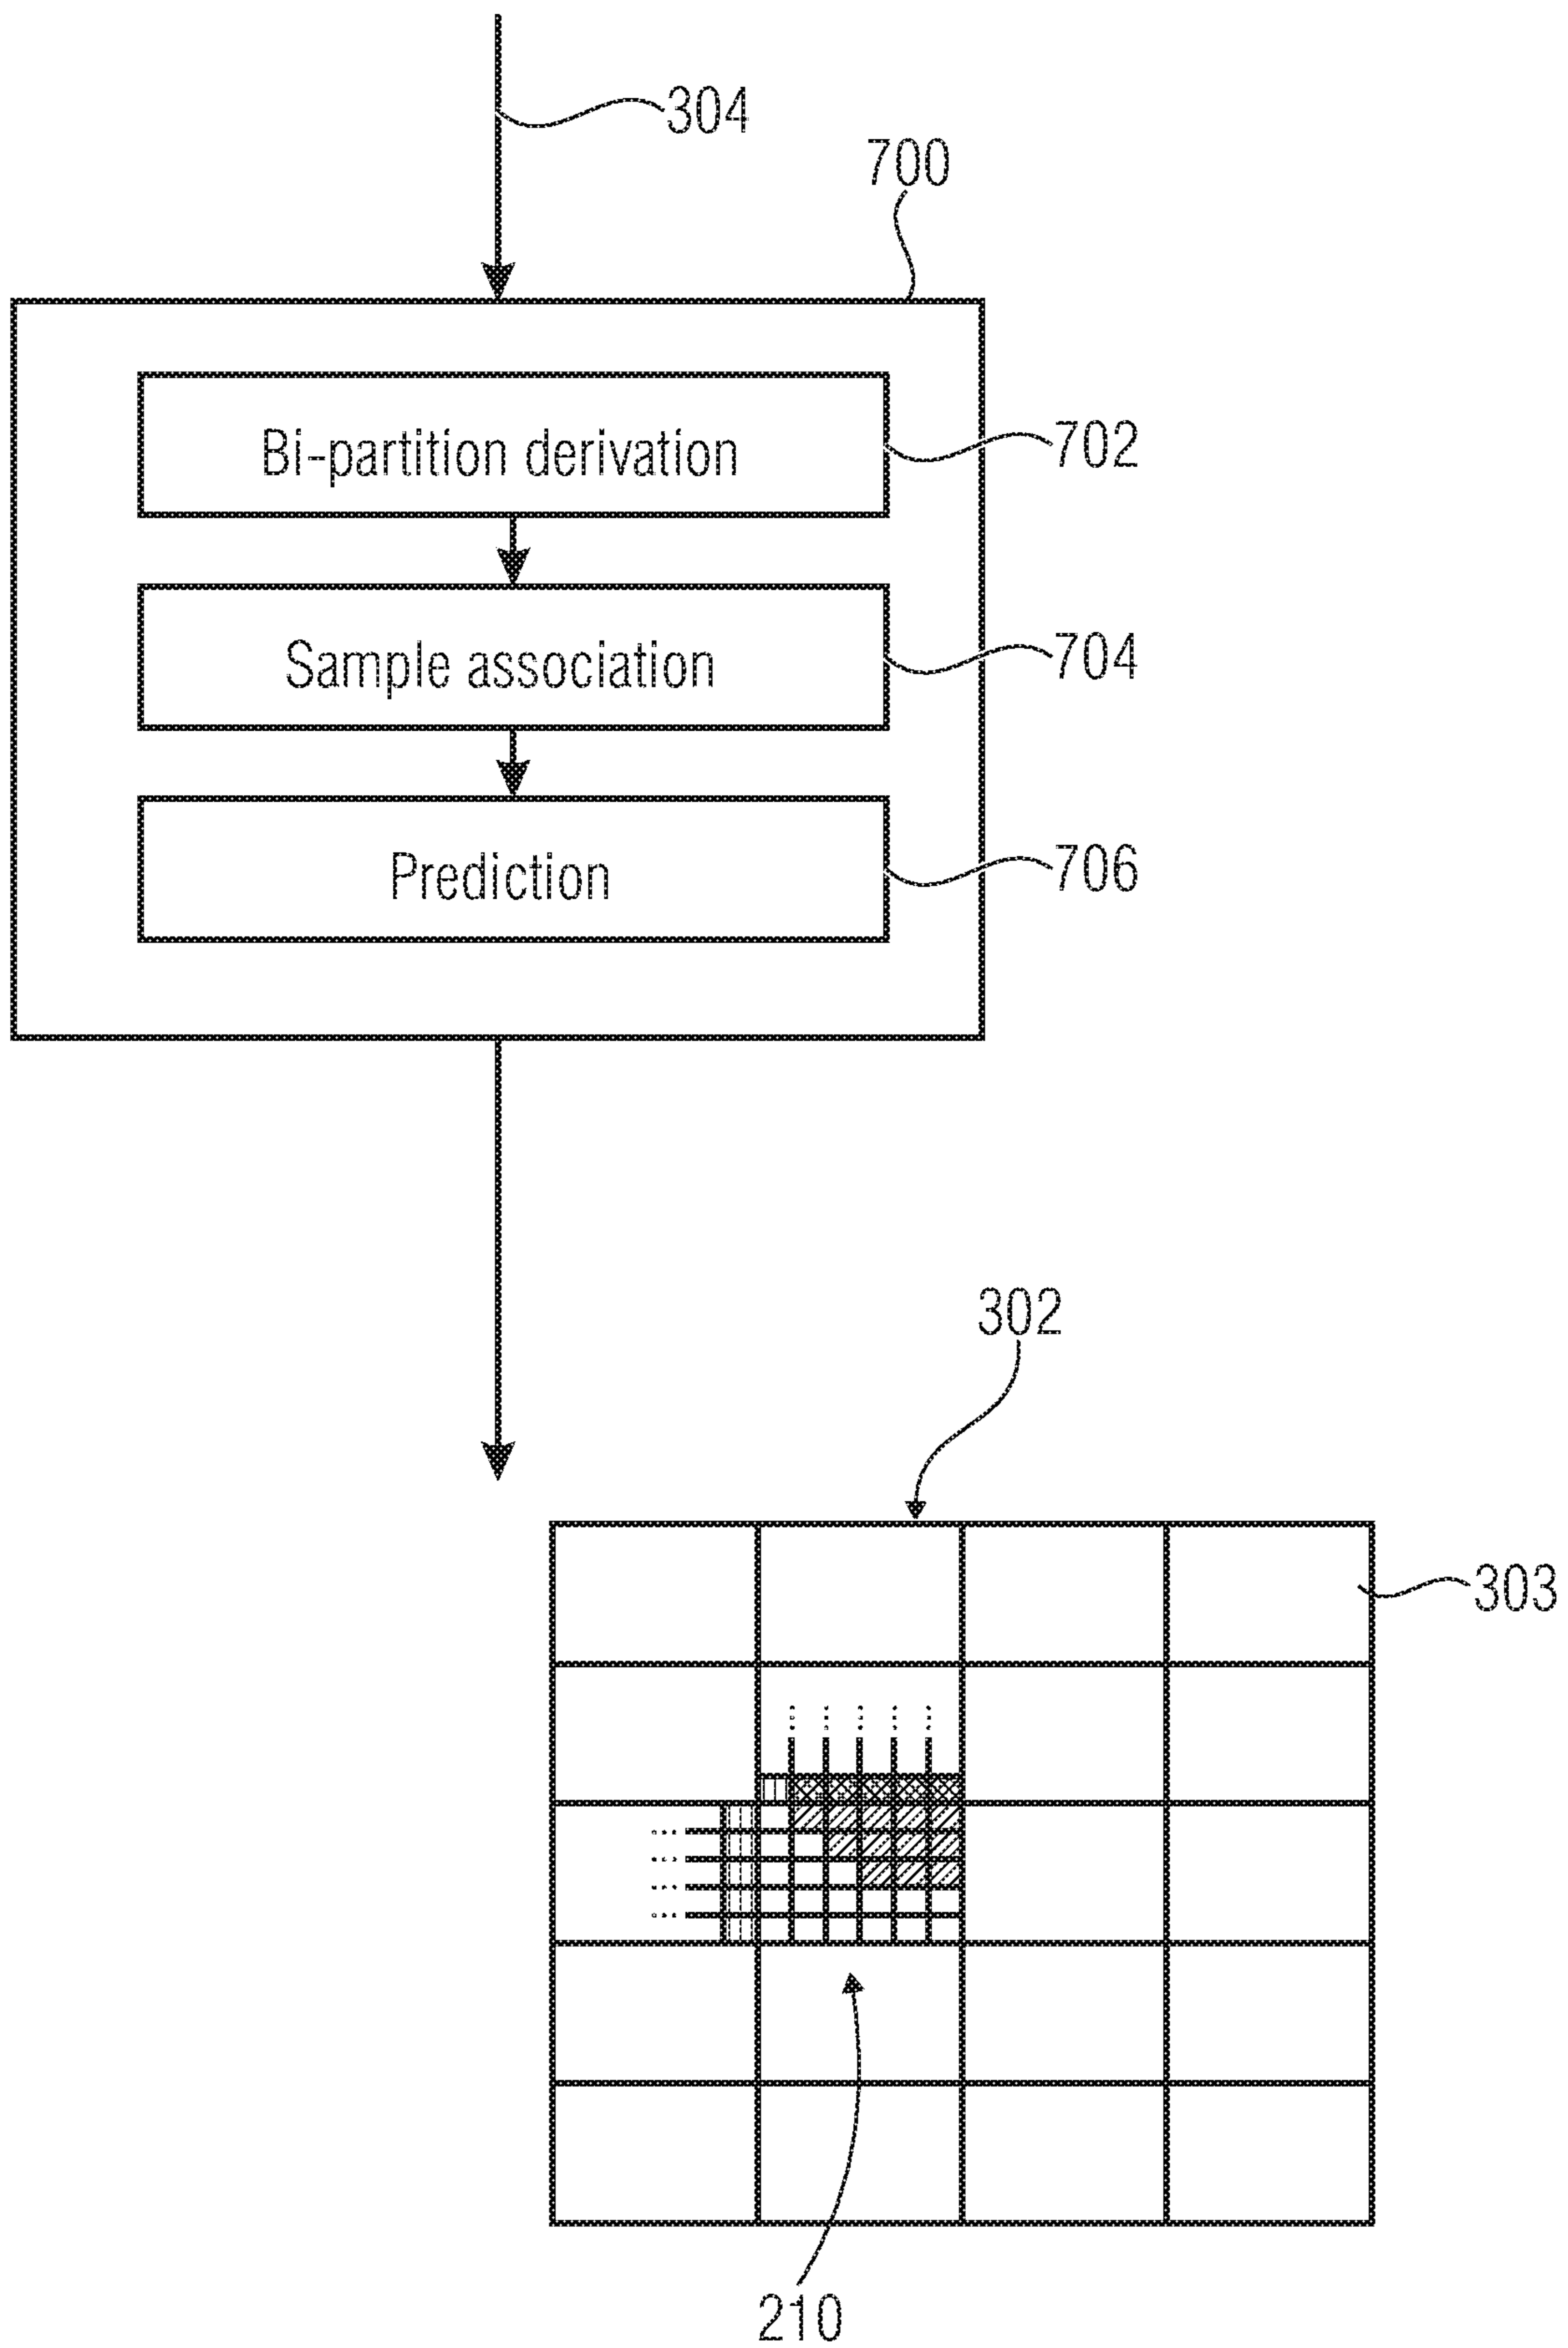 304
700
Bi-partition derivation
702
Sample association
704
Prediction
706
302
303
210